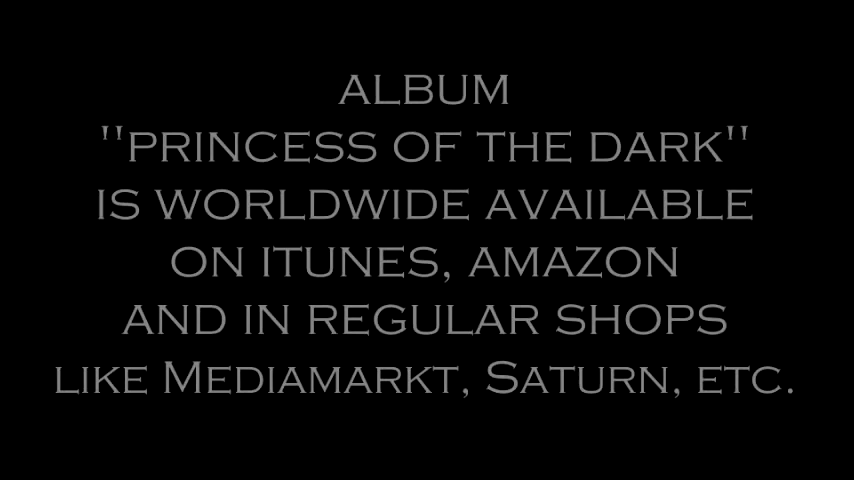 ALBUM
"PRINCESS OF THE DARK"
IS WORLDWIDE AVAILABLE
ON ITUNES, AMAZON
AND IN REGULAR SHOPS
LIKE MEDIAMARKT, SATURN, ETC.